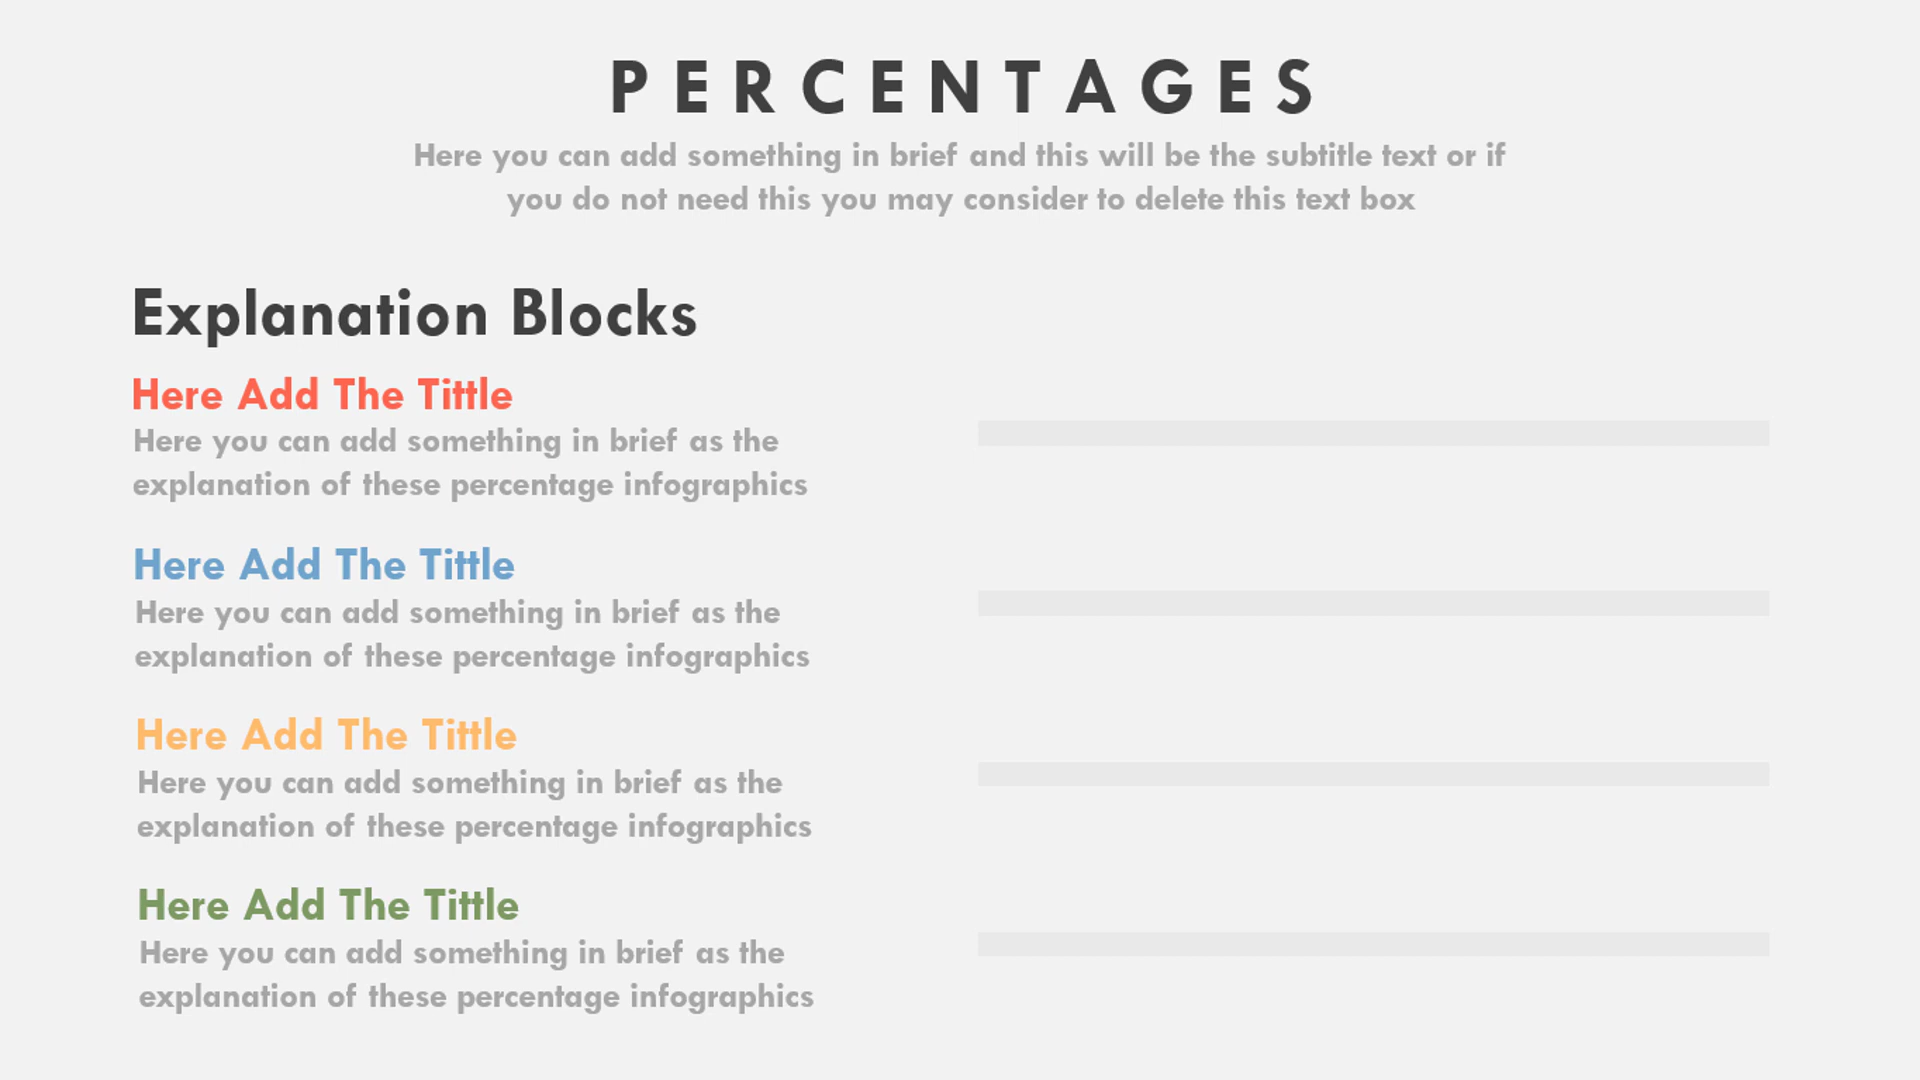 PERCENTAGES
Here you can add something in brief and this will be the subtitle text or if
you do not need this you may consider to delete this text box
Explanation Blocks
Here Add The Tittle
Here you can add something in brief as the
explanation of these percentage infographics
Here Add The Tittle
Here you can add something in brief as the
explanation of these percentage infographics
Here Add The Tittle
Here you can add something in brief as the
explanation of these percentage infographics
Here Add The Tittle
Here you can add something in brief as the
explanation of these percentage infographics